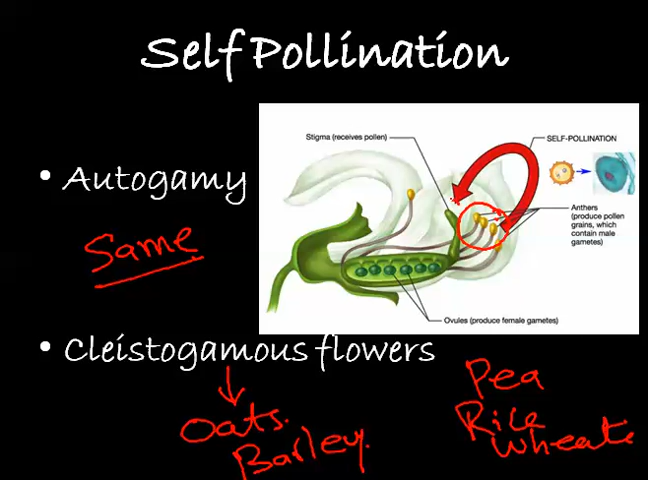 Self Pollination
Stigma (receives pollen)
SELF-POLLINATION
• Autogamy
Same
Anthers
(produce pollen
grains, which
contain male
gametes)
Ovules (produce female gametes)
• Cleistogamous flowers
Oats.
Barley.
Pea
Rice
Wheat